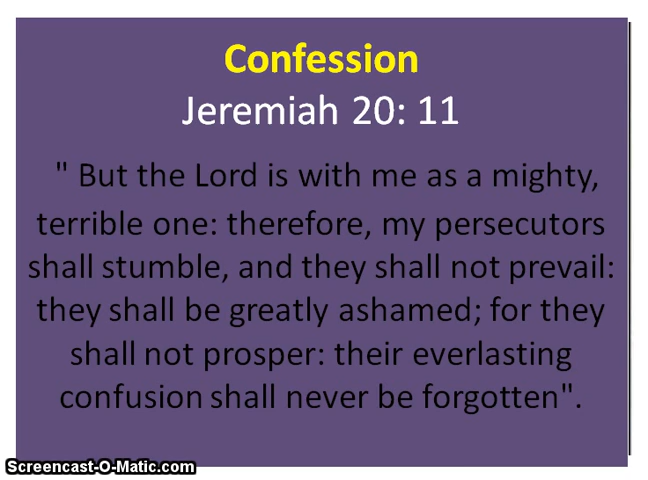 Confession
Jeremiah 20: 11
" But the Lord is with me as a mighty,
terrible one: therefore, my persecutors
shall stumble, and they shall not prevail:
they shall be greatly ashamed; for they
shall not prosper: their everlasting
confusion shall never be forgotten".
Screencast-O-Matic.com